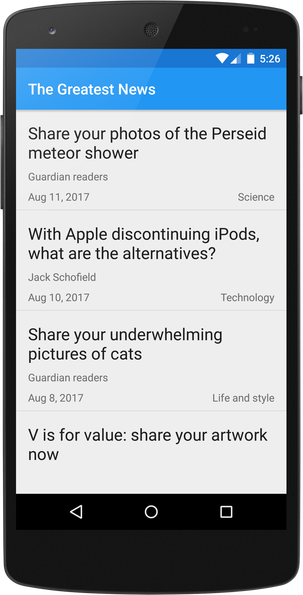 5:26
The Greatest News
Share your photos of the Perseid
meteor shower
Guardian readers
Aug 11, 2017 Science
With Apple discontinuing iPods,
what are the alternatives?
Jack Schofield
Aug 10, 2017 Technology
Share your underwhelming
pictures of cats
Guardian readers
Aug 8, 2017 Life and style
V is for value: share your artwork
now